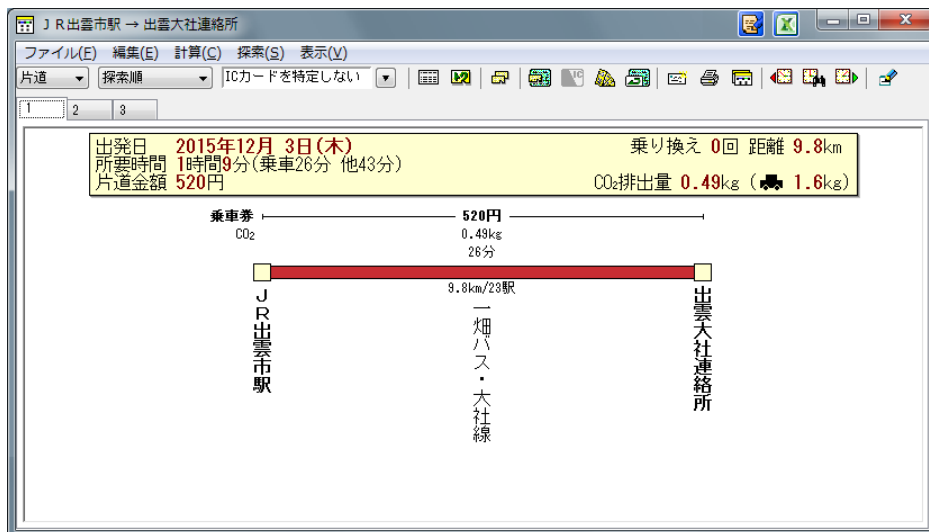 JR出雲市駅 → 出雲大社連絡所
ファイル(F) 編集(E) 計算(C) 探索(S) 表示(V)
片道 探索順 ICカードを特定しない
1 2 3
出発日 2015年12月 3日(木) 乗り換え 0回 距離 9.8km
所要時間 1時間9分(乗車26分 他43分)
片道金額 520円 CO₂排出量 0.49kg ( 1.6kg)
乗車券 520円
CO₂ 0.49kg
26分
9.8km/23駅
JR出雲市駅
一畑バス・大社線
出雲大社連絡所